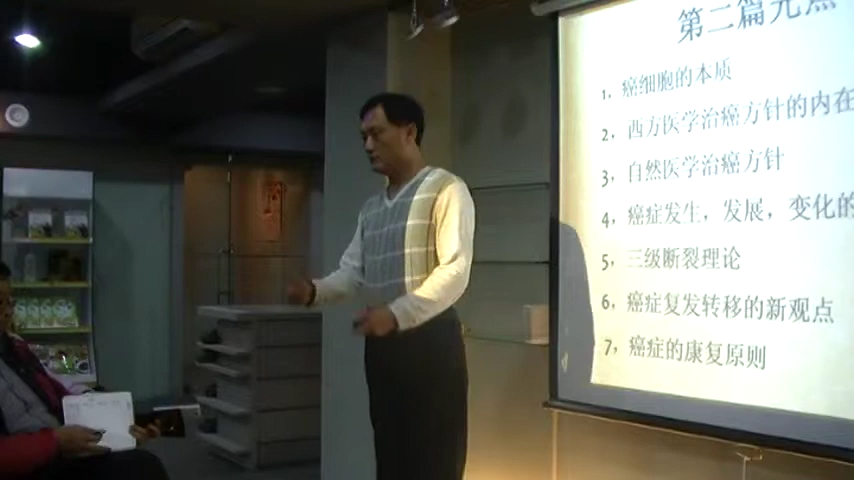 第二篇元点
1，癌细胞的本质
2，西方医学治癌方针的内在
3，自然医学治癌方针
4，癌症发生，发展，变化的
5，三级断裂理论
6，癌症复发转移的新观点
7，癌症的康复原则